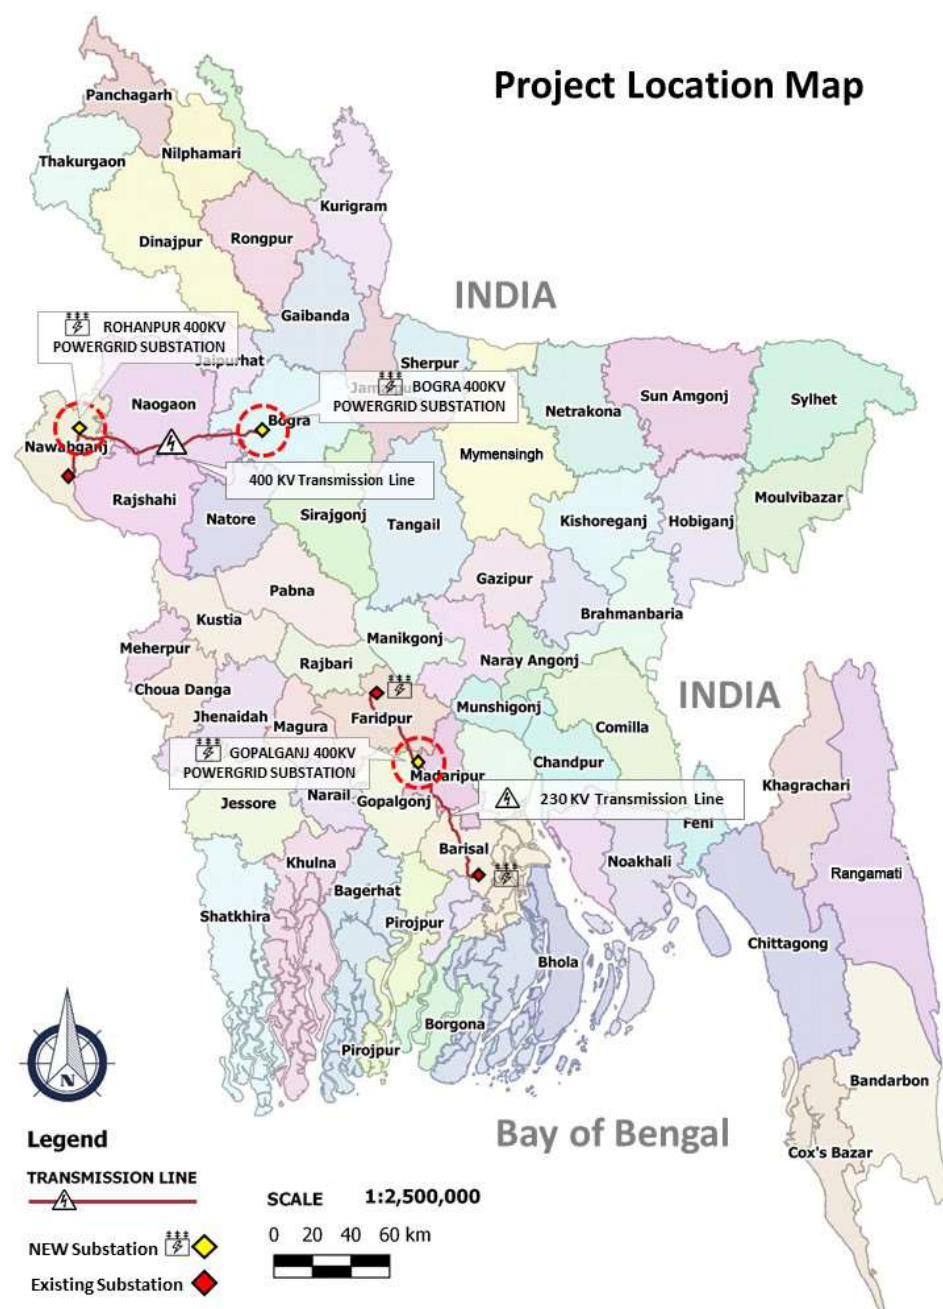 Project Location Map
Panchagarh
Thakurgaon
Nilphamari
Kurigram
Dinajpur
Rongpur
INDIA
Gaibanda
ROHANPUR 400KV
POWERGRID SUBSTATION
Jaipurhat
Sherpur
BOGRA 400KV
POWERGRID SUBSTATION
Naogaon
Bogra
Netrakona
Sun Amgonj
Sylhet
Nawabganj
Mymensingh
400 KV Transmission Line
Rajshahi
Natore
Sirajgonj
Tangail
Kishoreganj
Hobiganj
Moulvibazar
Gazipur
Pabna
Kustia
Brahmanbaria
Manikgonj
Meherpur
Rajbari
Naray Angonj
Choua Danga
INDIA
Jhenaidah
Magura
Faridpur
Munshigonj
Comilla
GOPALGANJ 400KV
POWERGRID SUBSTATION
Madaripur
Chandpur
Khagrachari
Jessore
Narail
Gopalgonj
230 KV Transmission Line
Feni
Khulna
Barisal
Noakhali
Rangamati
Bagerhat
Shatkhira
Pirojpur
Chittagong
Bhola
Borgona
Pirojpur
N
Bandarbon
Bay of Bengal
Cox's Bazar
Legend
TRANSMISSION LINE
SCALE 1:2,500,000
0 20 40 60 km
NEW Substation
Existing Substation